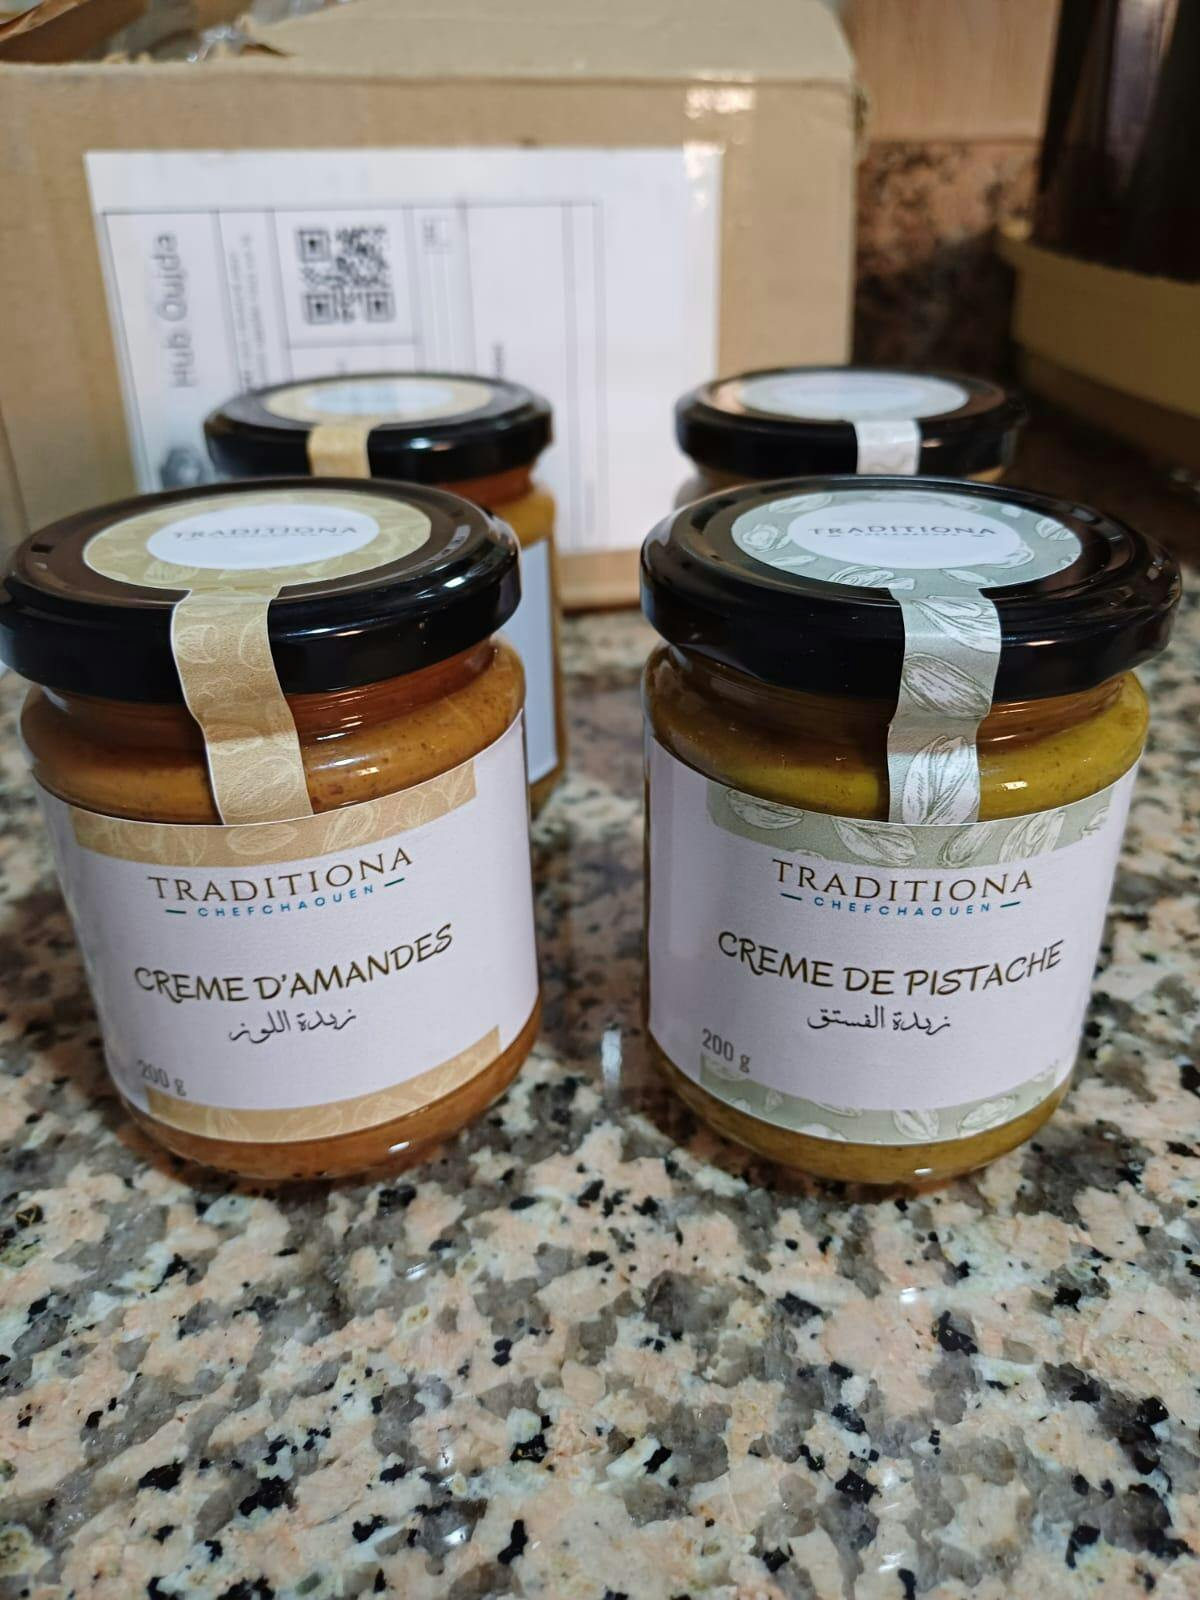 Hub Oujda
TRADITIONA
TRADITIONA
TRADITIONA
CHEFCHAOUEN
CREME D'AMANDES
زبدة اللوز
200 g
TRADITIONA
CHEFCHAOUEN
CREME DE PISTACHE
زبدة الفستق
200 g